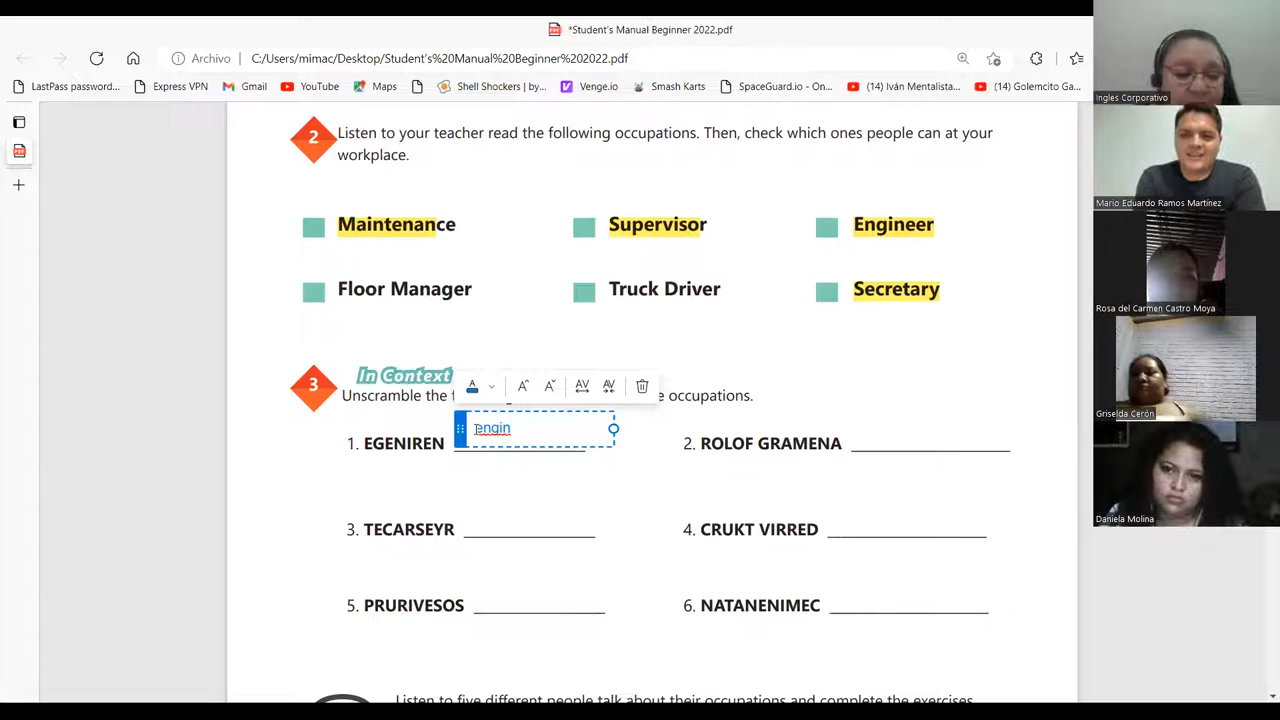 *Student's Manual Beginner 2022.pdf
Archivo C:/Users/mimac/Desktop/Student's%20Manual%20Beginner%202022.pdf
LastPass password... Express VPN Gmail YouTube Maps Shell Shockers | by... Venge.io Smash Karts SpaceGuard.io - On... (14) Iván Mentalista... (14) Golemcito Ga...
2 Listen to your teacher read the following occupations. Then, check which ones people can at your
workplace.
Maintenance Supervisor Engineer
Floor Manager Truck Driver Secretary
3 In Context
Unscramble the occupations.
engin
1. EGENIREN 2. ROLOF GRAMENA
3. TECARSEYR 4. CRUKT VIRRED
5. PRURIVESOS 6. NATANENIMEC
Listen to five different people talk about their occupations and complete the exercises
Ingles Corporativo
Mario Eduardo Ramos Martínez
Rosa del Carmen Castro Moya
Griselda Cerón
Daniela Molina